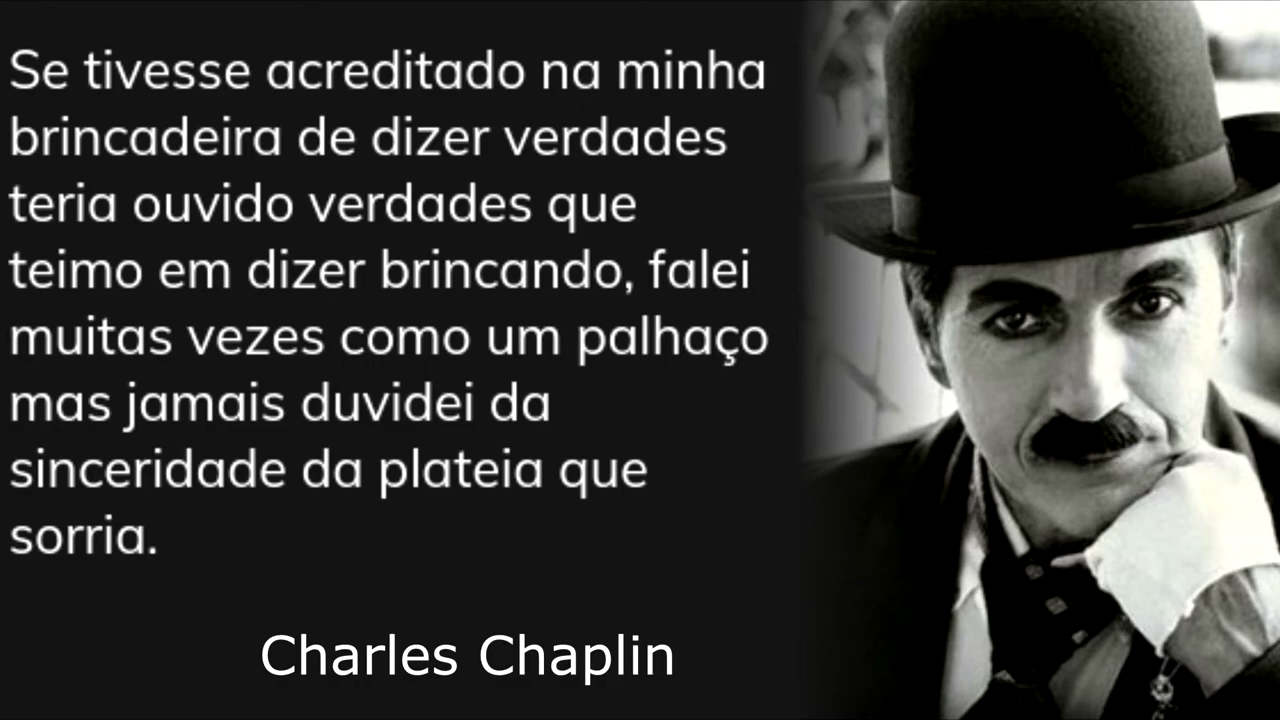 Se tivesse acreditado na minha
brincadeira de dizer verdades
teria ouvido verdades que
teimo em dizer brincando, falei
muitas vezes como um palhaço
mas jamais duvidei da
sinceridade da plateia que
sorria.
Charles Chaplin